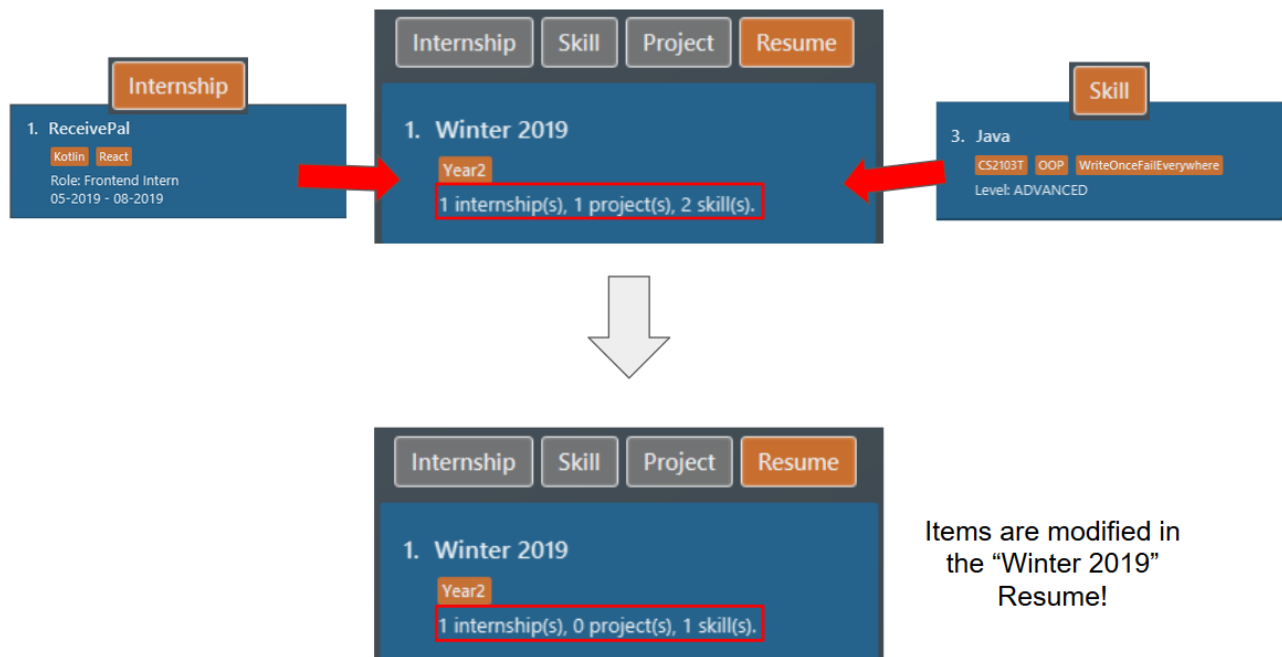 Internship Skill Project Resume
1. Winter 2019
Year2
1 internship(s), 1 project(s), 2 skill(s).
Internship
1. ReceivePal
Kotlin React
Role: Frontend Intern
05-2019 - 08-2019
Skill
3. Java
CS2103T OOP WriteOnceFailEverywhere
Level: ADVANCED
Internship Skill Project Resume
1. Winter 2019
Year2
1 internship(s), 0 project(s), 1 skill(s).
Items are modified in
the “Winter 2019”
Resume!